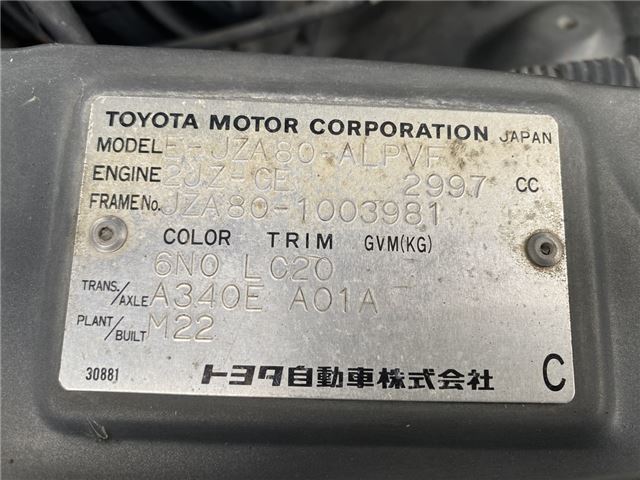 TOYOTA MOTOR CORPORATION JAPAN
MODEL E-JZA80-ALPVF
ENGINE 2JZ-GE 2997 CC
FRAME No. JZA80-1003981
COLOR TRIM GVM(KG)
6N0 LC20
TRANS./AXLE A340E A01A
PLANT/BUILT M22
30881 トヨタ自動車株式会社 C